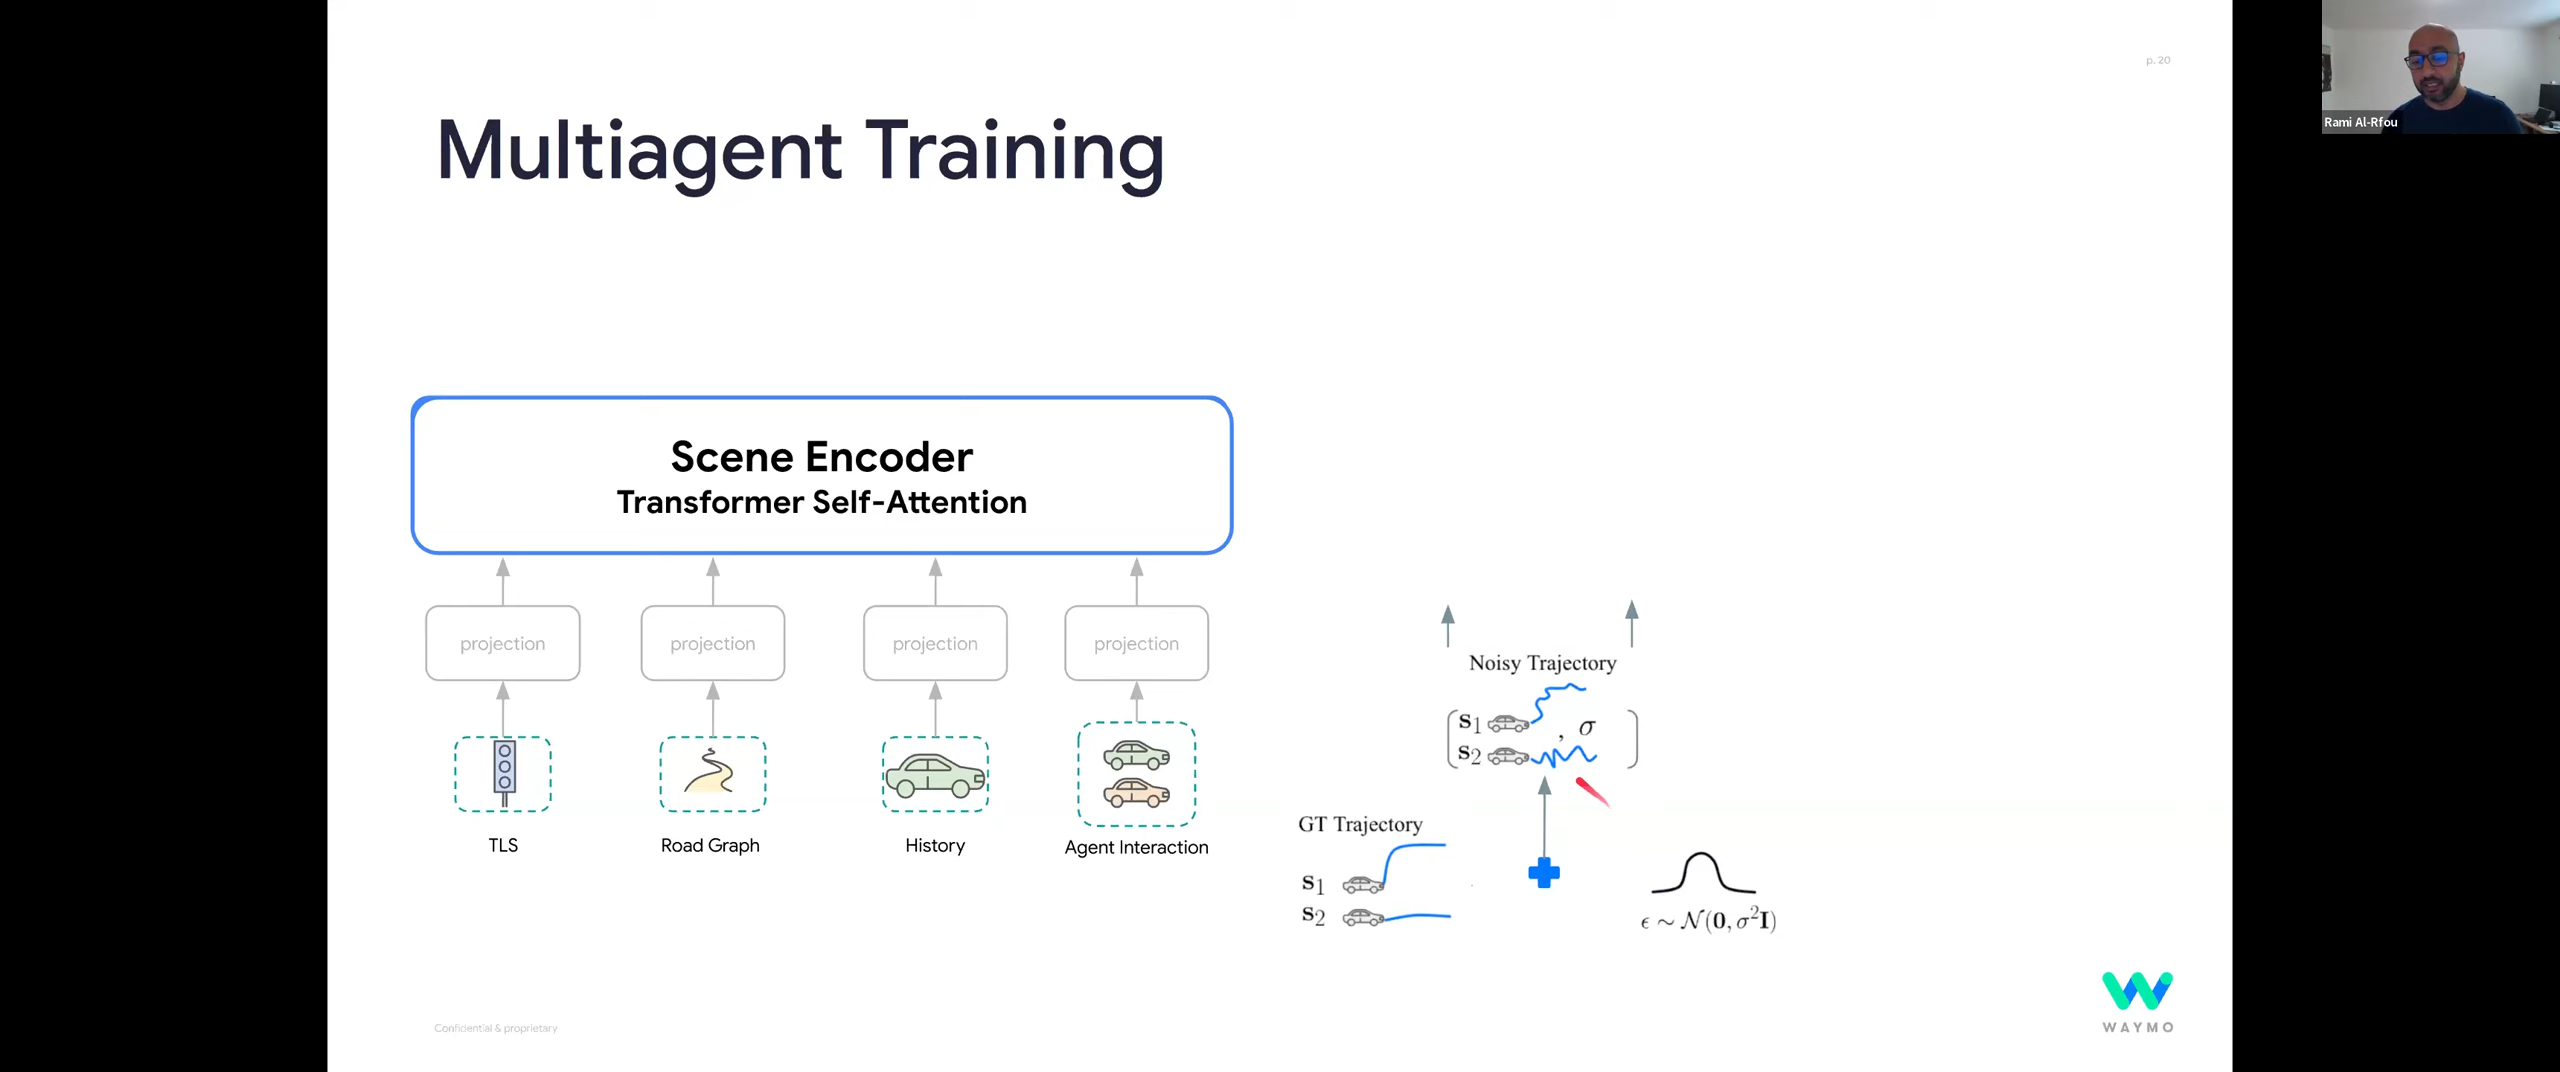 p. 20
Rami Al-Rfou
Multiagent Training
Scene Encoder
Transformer Self-Attention
projection projection projection projection
TLS Road Graph History Agent Interaction
Noisy Trajectory
s1 , σ
s2
GT Trajectory
s1
s2
ϵ ∼ N(0, σ²I)
Confidential & proprietary
WAYMO